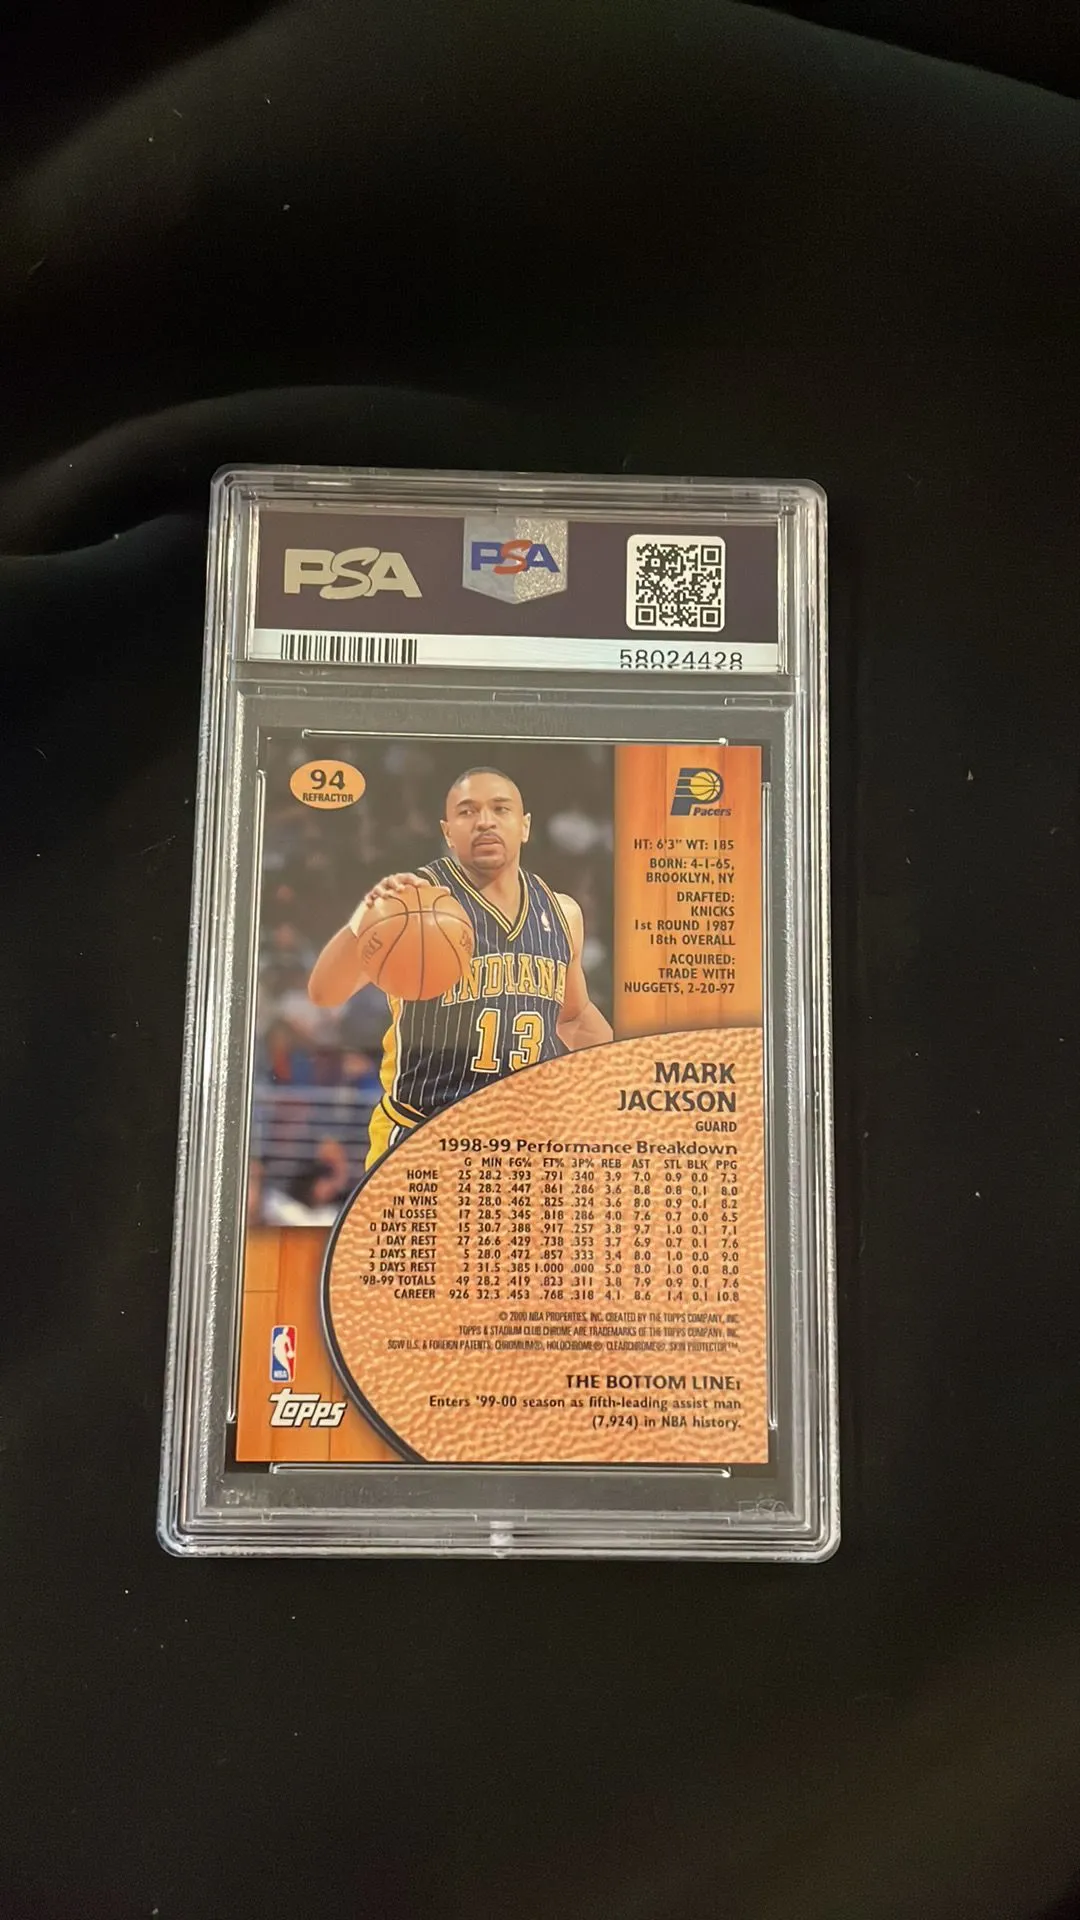 PSA
PSA
58024428
94
REFRACTOR
Pacers
HT: 6'3" WT: 185
BORN: 4-1-65,
BROOKLYN, NY
DRAFTED:
KNICKS
1st ROUND 1987
18th OVERALL
ACQUIRED:
TRADE WITH
NUGGETS, 2-20-97
INDIANA
13
MARK
JACKSON
GUARD
1998-99 Performance Breakdown
G MIN FG% FT% 3P% REB AST STL BLK PPG
HOME 25 28.2 .393 .791 .340 3.9 7.0 0.9 0.0 7.3
ROAD 24 28.2 .447 .861 .286 3.6 8.8 0.8 0.1 8.0
IN WINS 32 28.0 .462 .825 .324 3.6 8.0 0.9 0.1 8.2
IN LOSSES 17 28.5 .345 .818 .286 4.0 7.6 0.7 0.0 6.5
0 DAYS REST 15 30.7 .388 .917 .257 3.8 9.7 1.0 0.1 7.1
1 DAY REST 27 26.6 .429 .738 .353 3.7 6.9 0.7 0.1 7.6
2 DAYS REST 5 28.0 .472 .857 .333 3.4 8.0 1.0 0.0 9.0
3 DAYS REST 2 31.5 .385 1.000 .000 5.0 8.0 1.0 0.0 8.0
'98-99 TOTALS 49 28.2 .419 .823 .311 3.8 7.9 0.9 0.1 7.6
CAREER 926 32.3 .453 .768 .318 4.1 8.6 1.4 0.1 10.8
© 2000 NBA PROPERTIES, INC. CREATED BY THE TOPPS COMPANY, INC.
TOPPS & STADIUM CLUB CHROME ARE TRADEMARKS OF THE TOPPS COMPANY, INC.
SGW U.S. & FOREIGN PATENTS: CHROMIUM®, HOLOCHROME®, CLEARCHROME®, SKIN PROTECTOR™.
NBA
Topps
THE BOTTOM LINE:
Enters '99-00 season as fifth-leading assist man
(7,924) in NBA history.
PSA